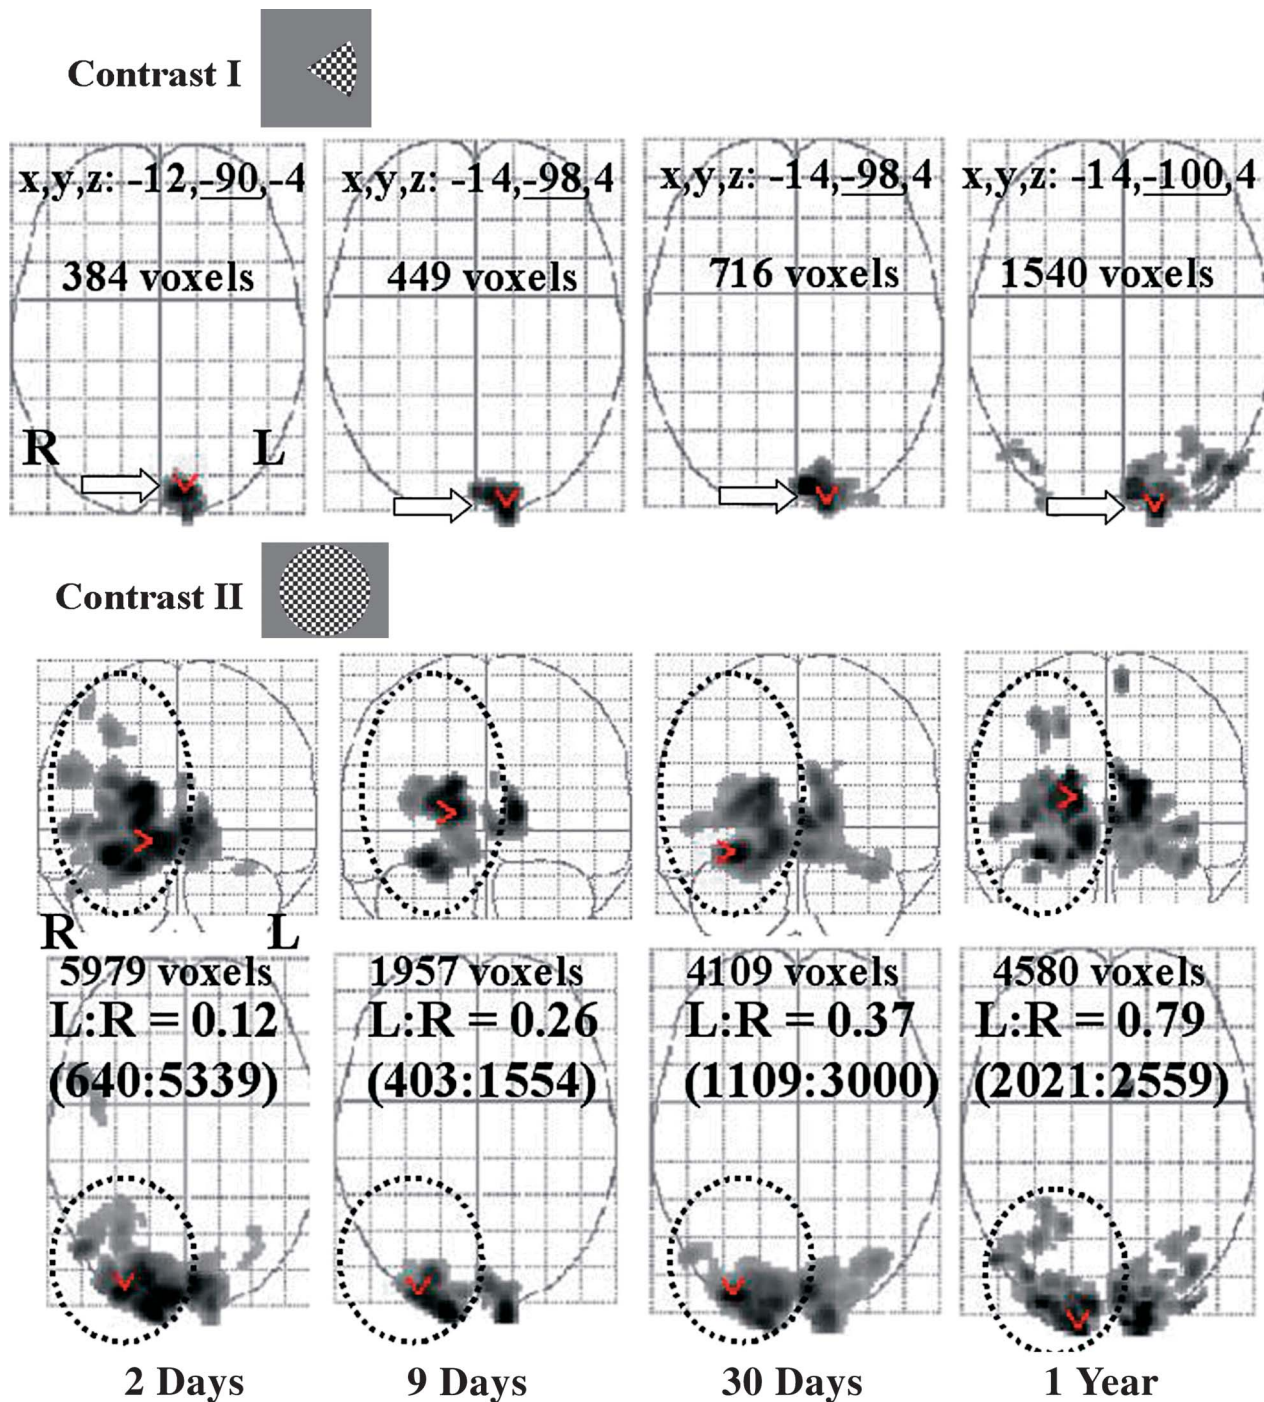 Contrast I
x,y,z: -12,-90,-4
384 voxels
R
L
x,y,z: -14,-98,4
449 voxels
x,y,z: -14,-98,4
716 voxels
x,y,z: -14,-100,4
1540 voxels
Contrast II
R
L
5979 voxels
L:R = 0.12
(640:5339)
1957 voxels
L:R = 0.26
(403:1554)
4109 voxels
L:R = 0.37
(1109:3000)
4580 voxels
L:R = 0.79
(2021:2559)
2 Days
9 Days
30 Days
1 Year